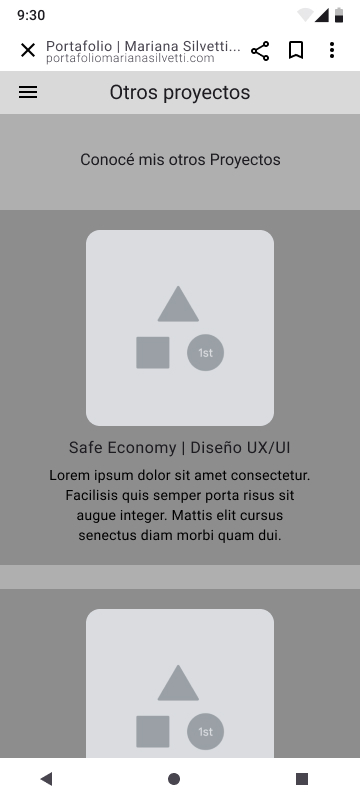 9:30
Portafolio | Mariana Silvetti...
portafoliomarianasilvetti.com
Otros proyectos
Conocé mis otros Proyectos
1st
Safe Economy | Diseño UX/UI
Lorem ipsum dolor sit amet consectetur.
Facilisis quis semper porta risus sit
augue integer. Mattis elit cursus
senectus diam morbi quam dui.
1st